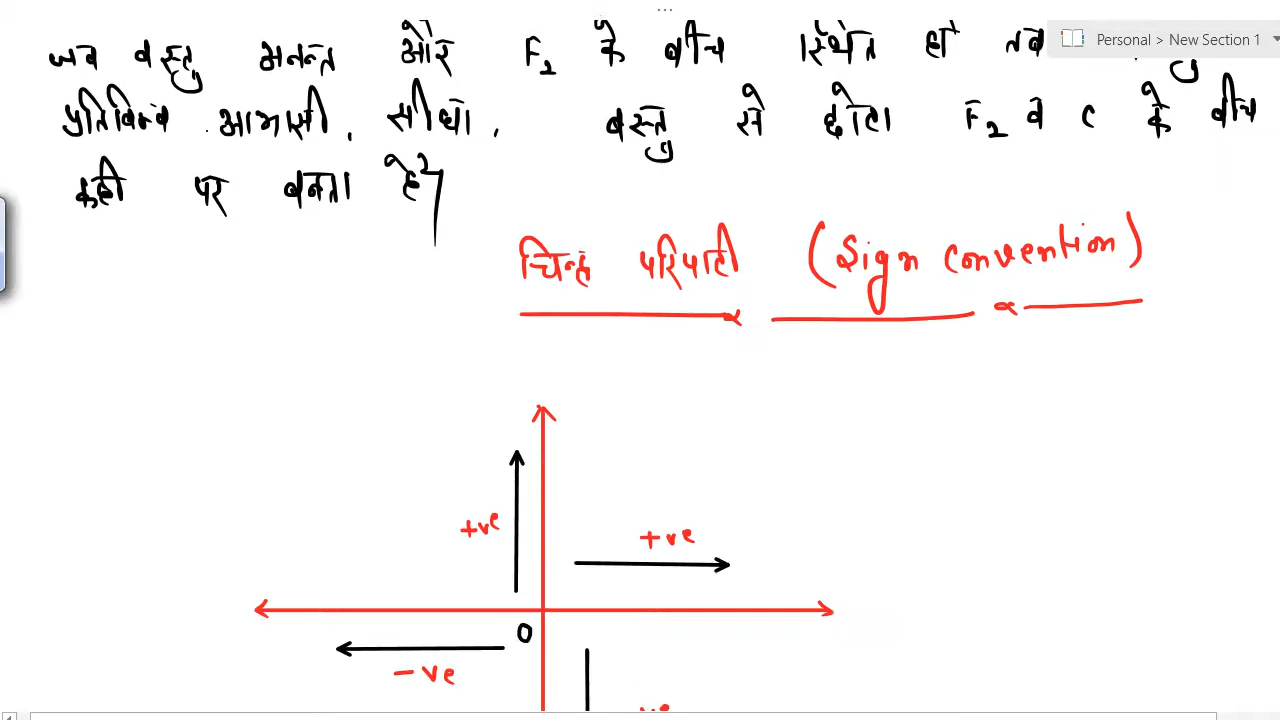 Personal > New Section 1
जब वस्तु अनन्त और F₂ के बीच स्थित हो तब
प्रतिबिम्ब आभासी, सीधा, वस्तु से छोटा F₂ व C के बीच
कही पर बनता है।
चिन्ह परिपाटी (Sign convention)
+ve
+ve
O
-ve